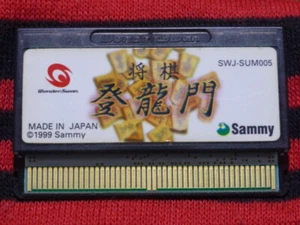 SWJ-SUM005
WonderSwan
将棋
登龍門
MADE IN JAPAN
©1999 Sammy
Sammy